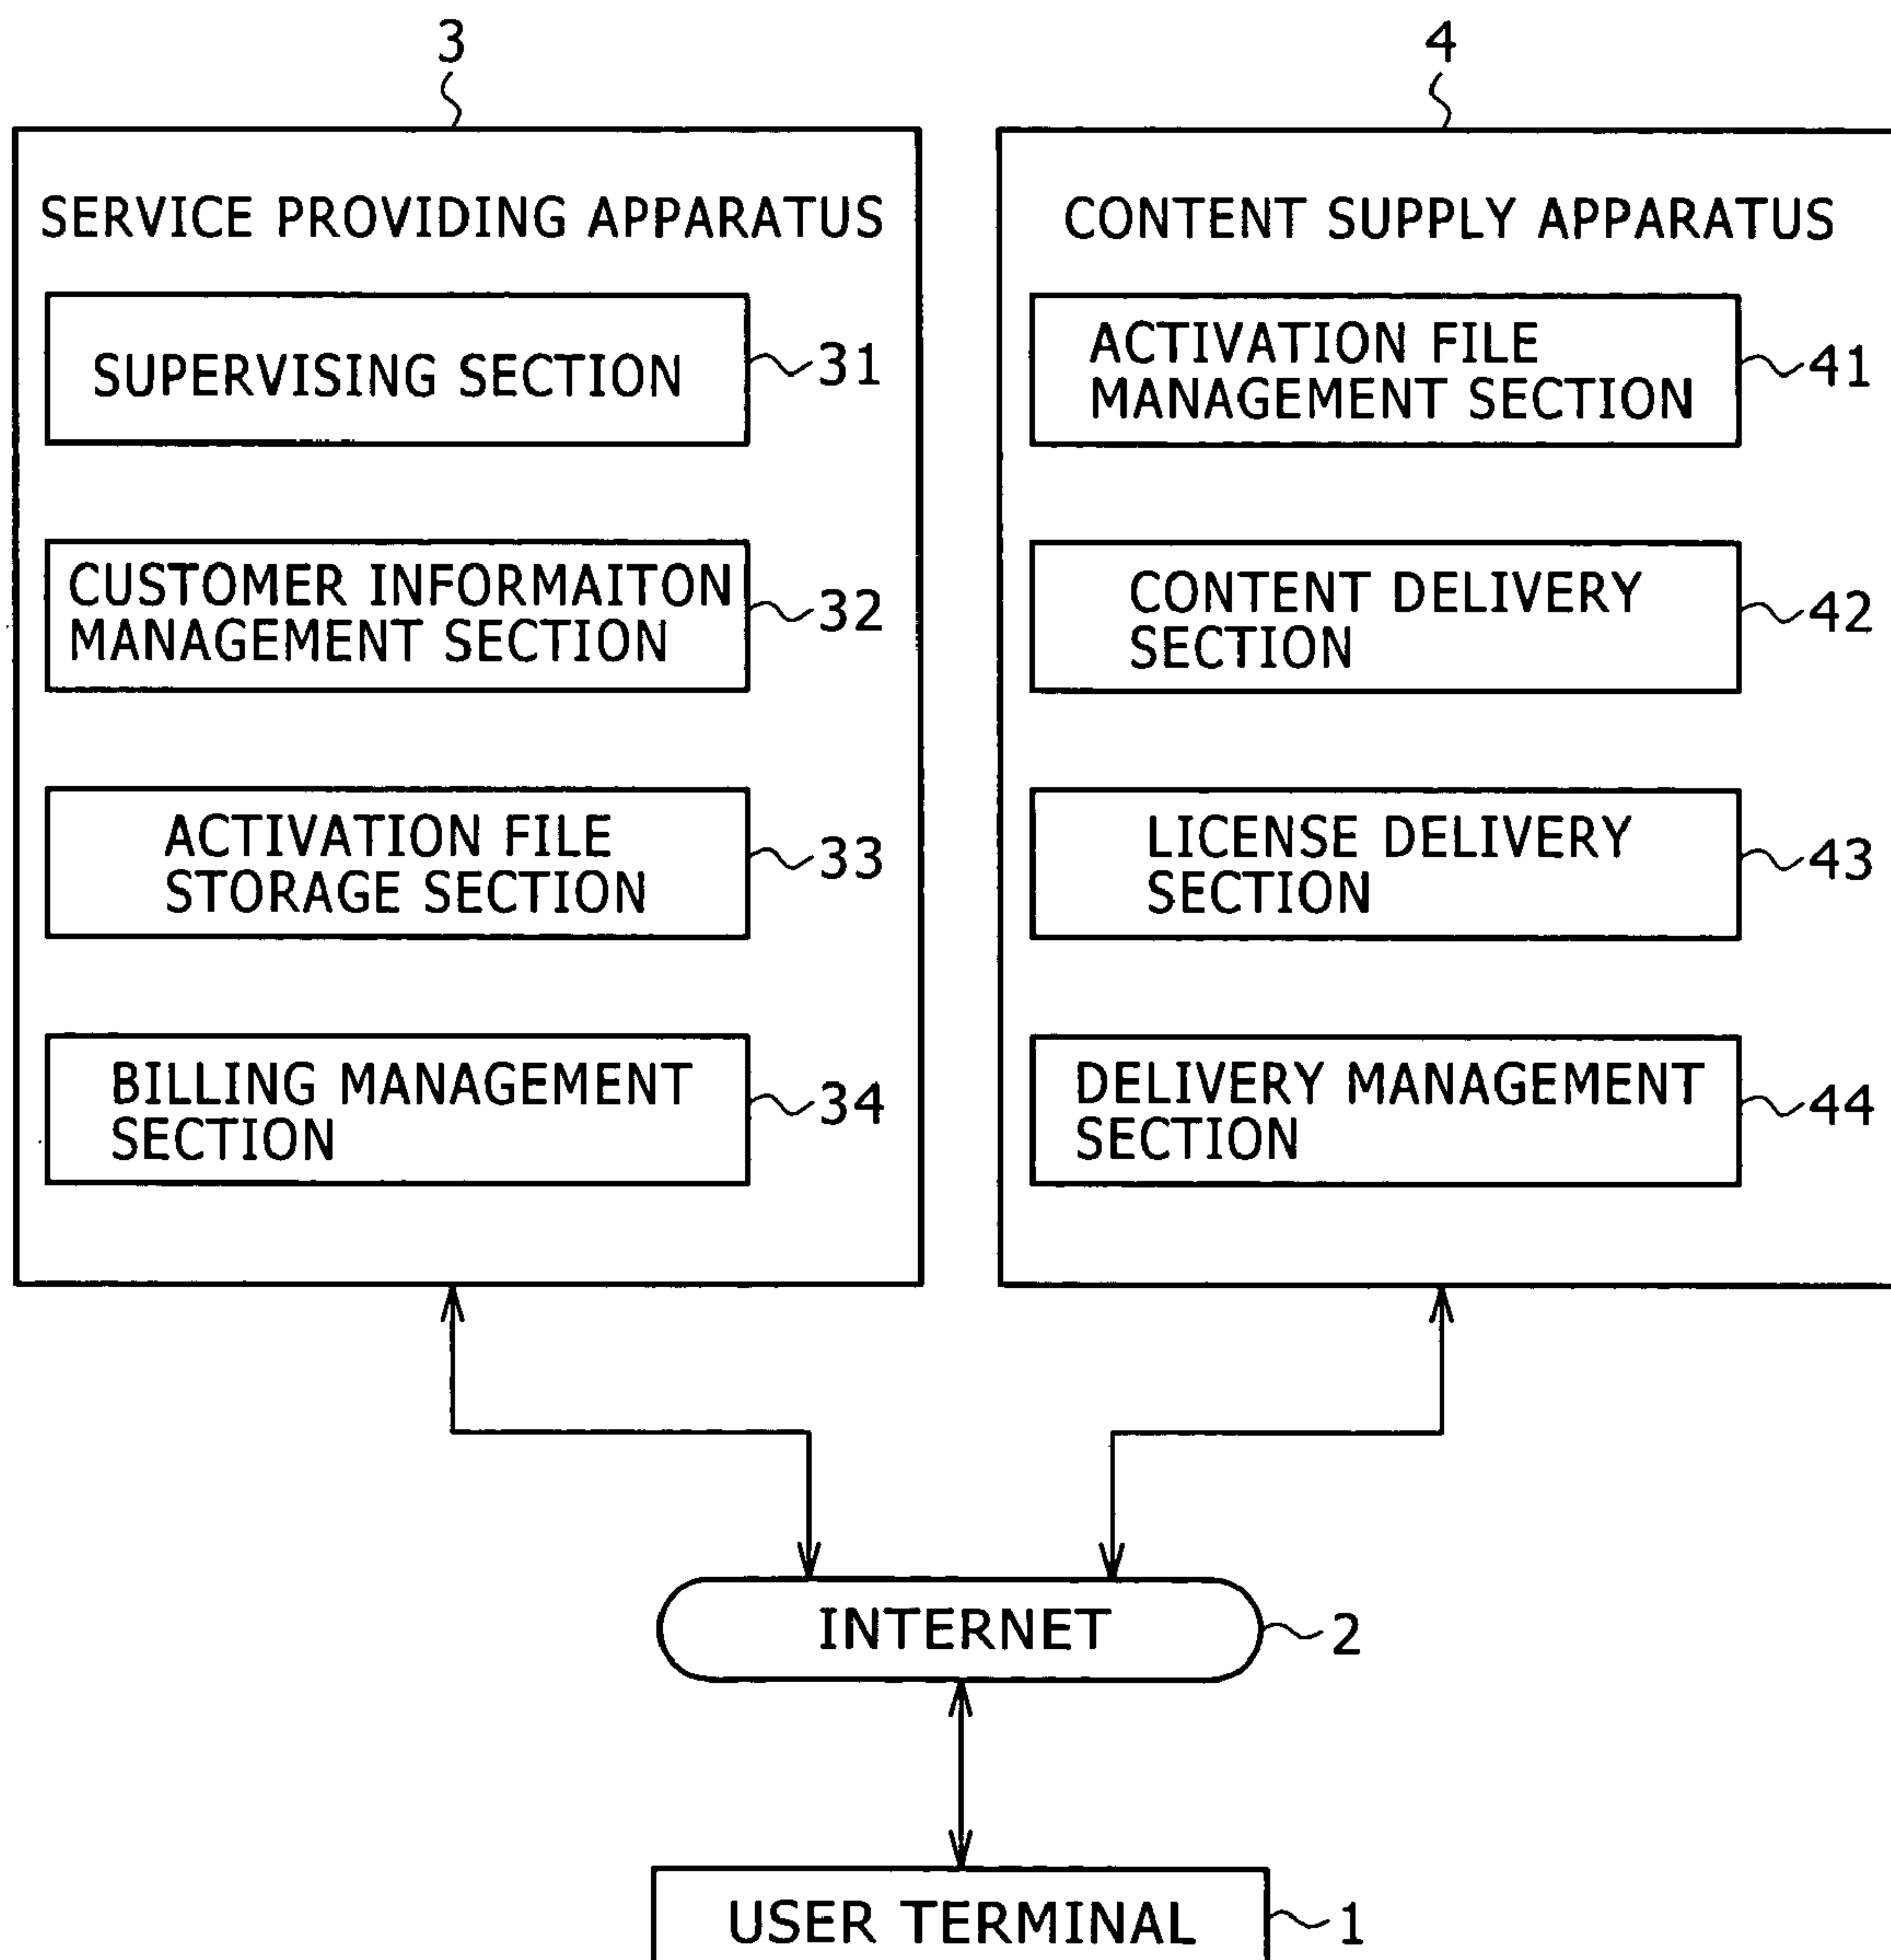 3
SERVICE PROVIDING APPARATUS
SUPERVISING SECTION
31
CUSTOMER INFORMAITON
MANAGEMENT SECTION
32
ACTIVATION FILE
STORAGE SECTION
33
BILLING MANAGEMENT
SECTION
34
4
CONTENT SUPPLY APPARATUS
ACTIVATION FILE
MANAGEMENT SECTION
41
CONTENT DELIVERY
SECTION
42
LICENSE DELIVERY
SECTION
43
DELIVERY MANAGEMENT
SECTION
44
INTERNET
2
USER TERMINAL
1